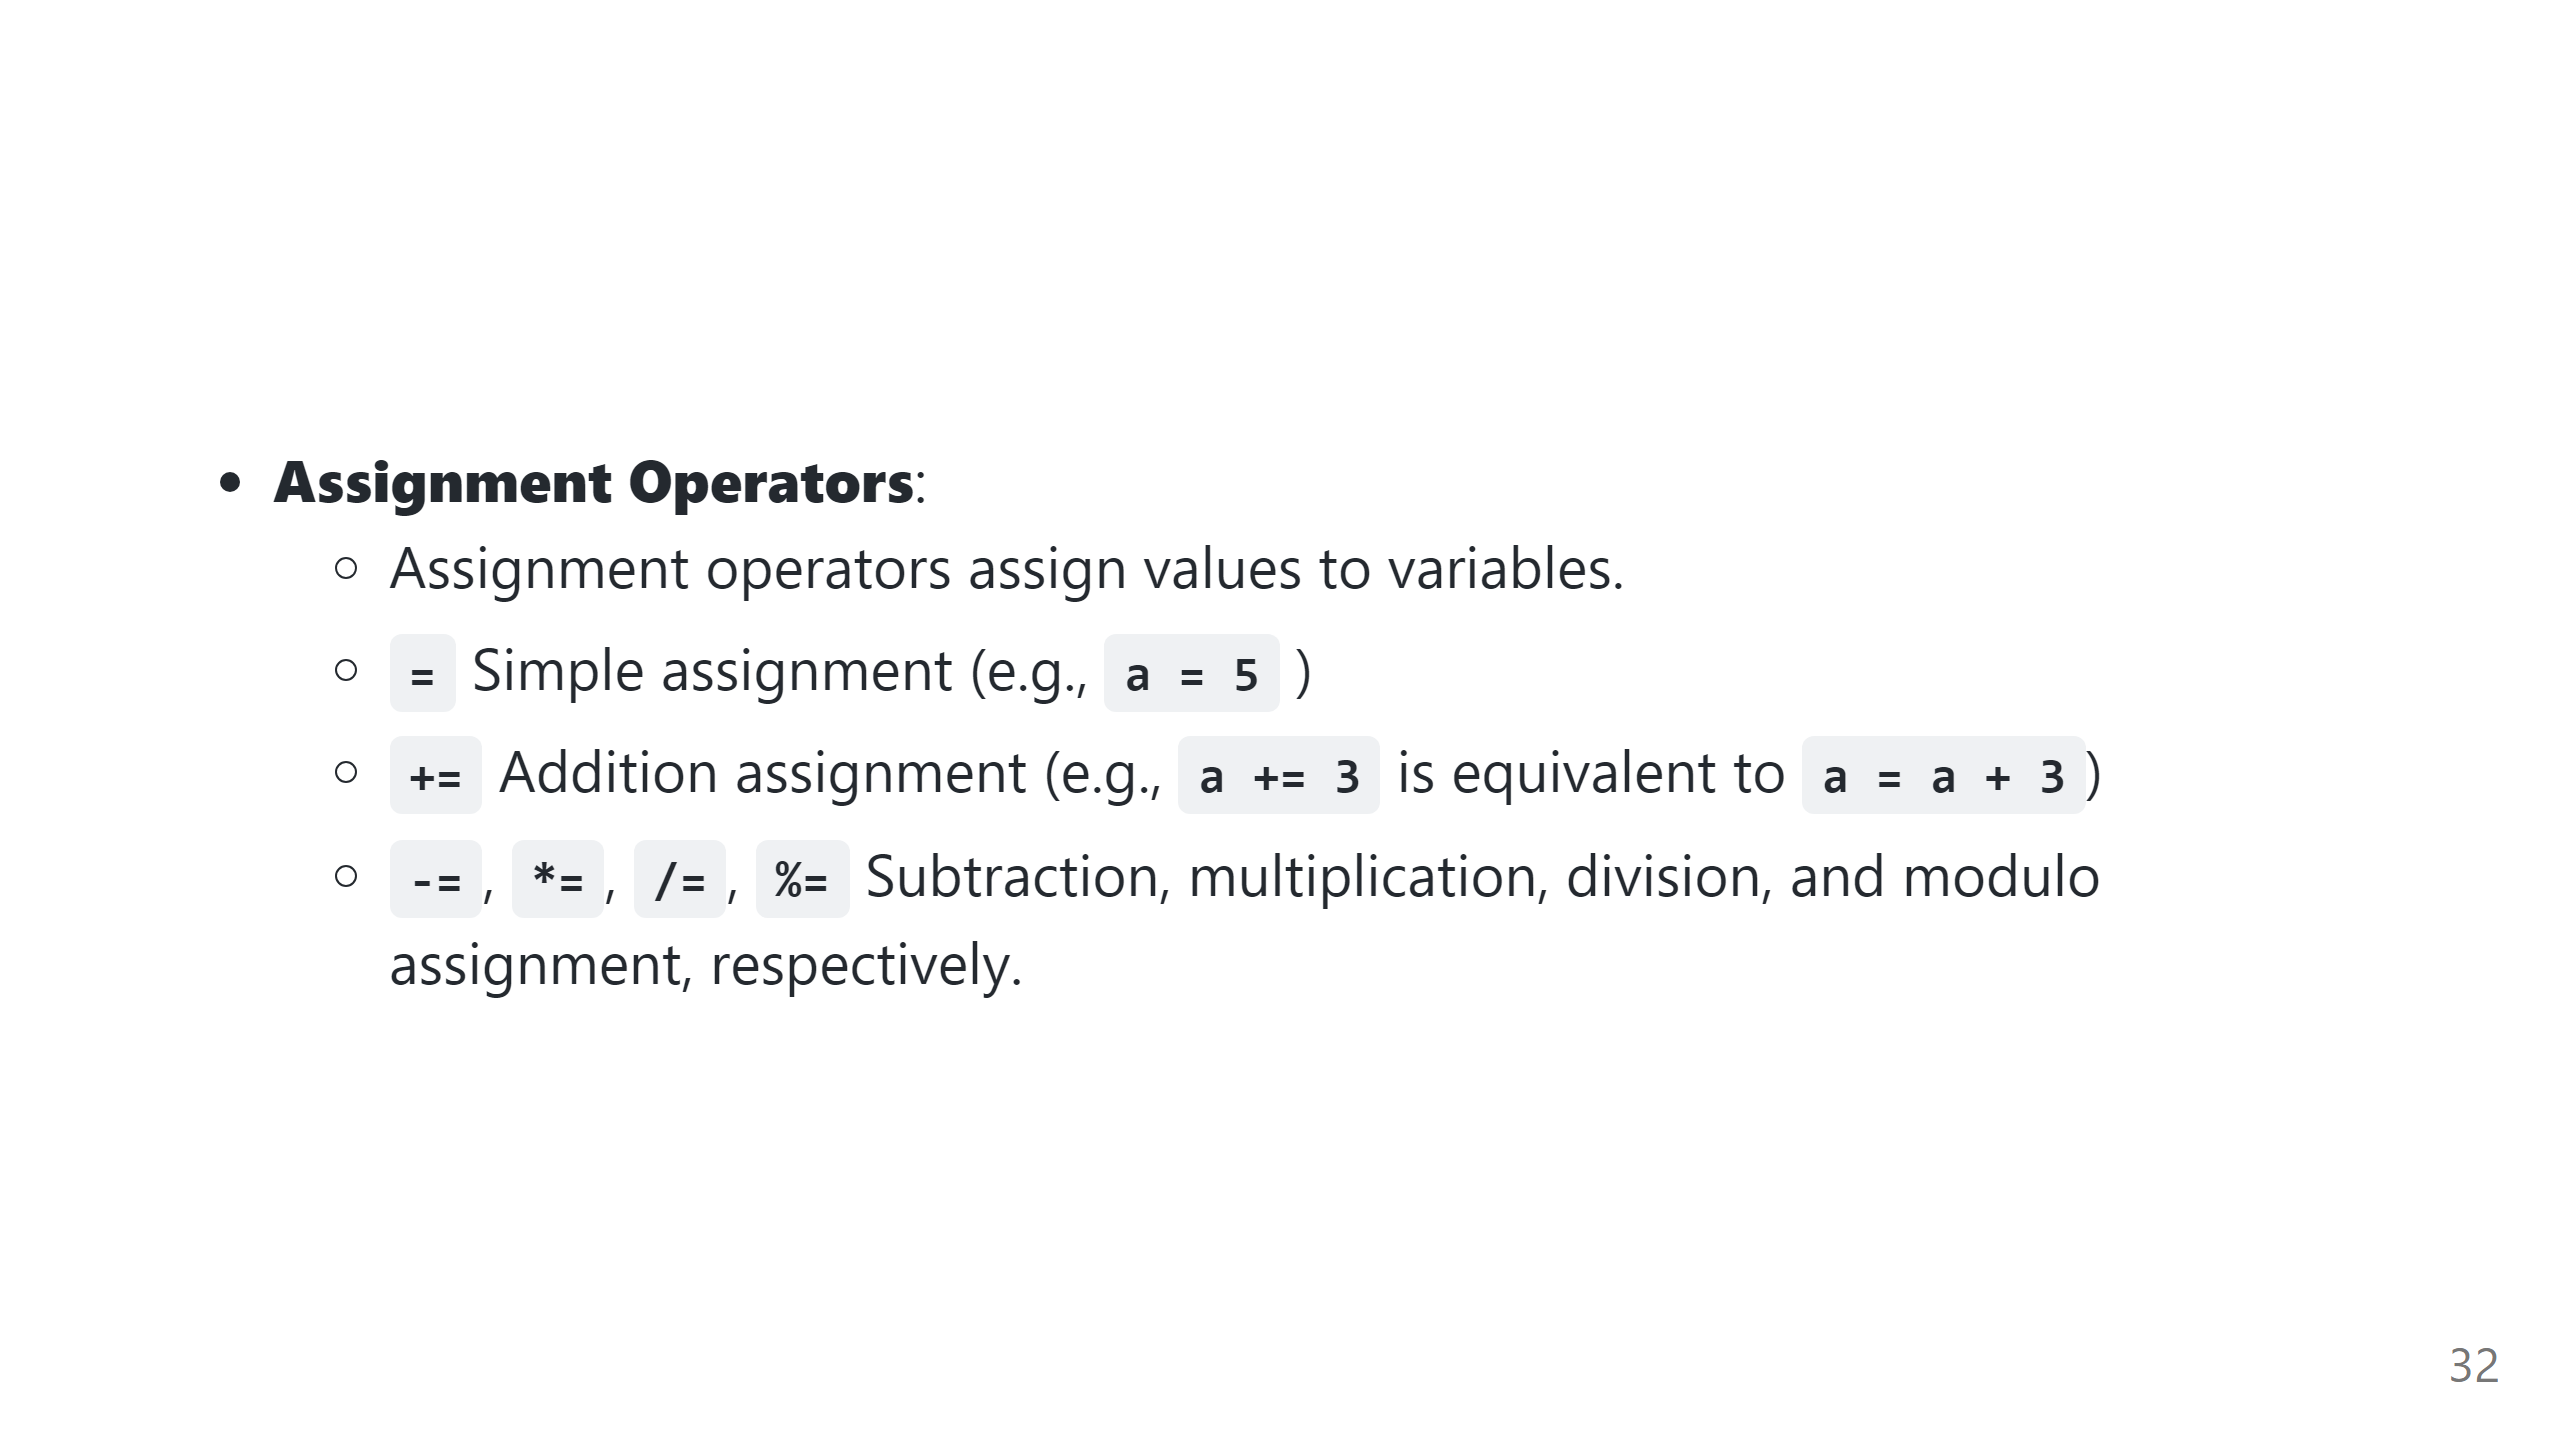 • Assignment Operators:
○ Assignment operators assign values to variables.
○ = Simple assignment (e.g., a = 5 )
○ += Addition assignment (e.g., a += 3 is equivalent to a = a + 3)
○ -=, *=, /=, %= Subtraction, multiplication, division, and modulo
assignment, respectively.
32